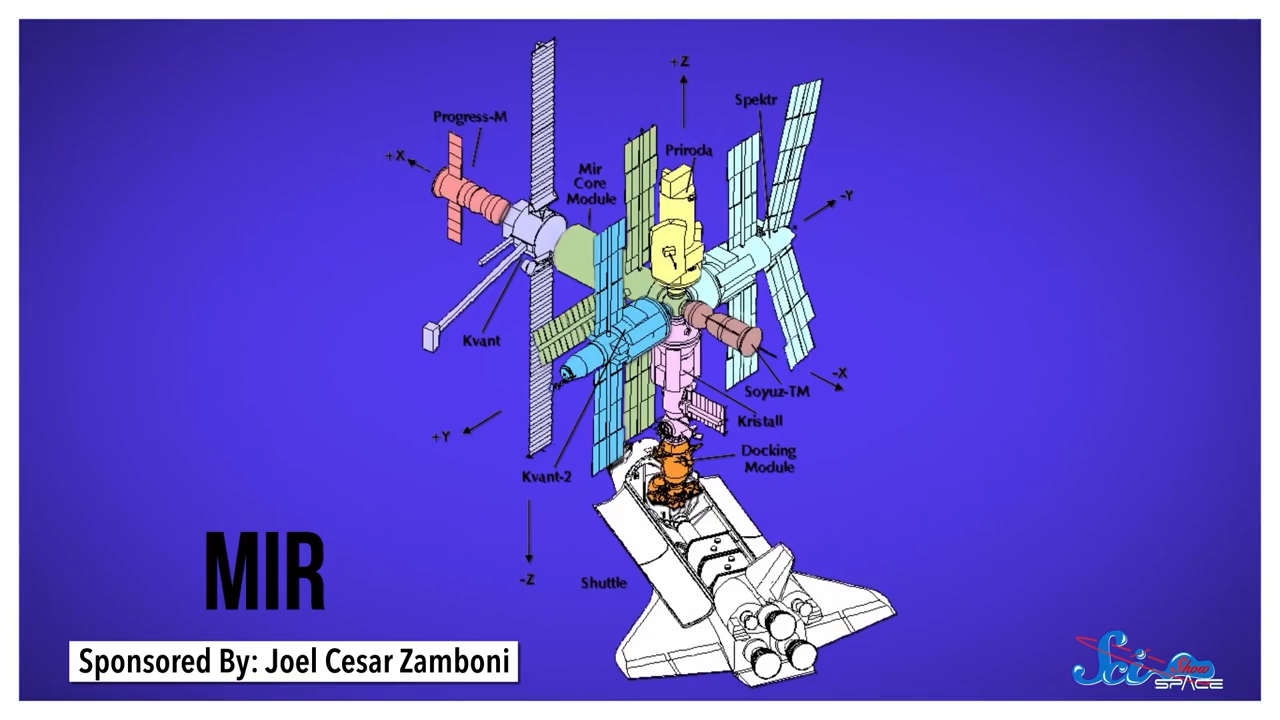 +Z
Spektr
Progress-M
Priroda
+X
Mir
Core
Module
-Y
Kvant
-X
Soyuz-TM
Kristall
+Y
Docking
Module
Kvant-2
MIR
-Z
Shuttle
Sponsored By: Joel Cesar Zamboni
Sci Show
SPACE